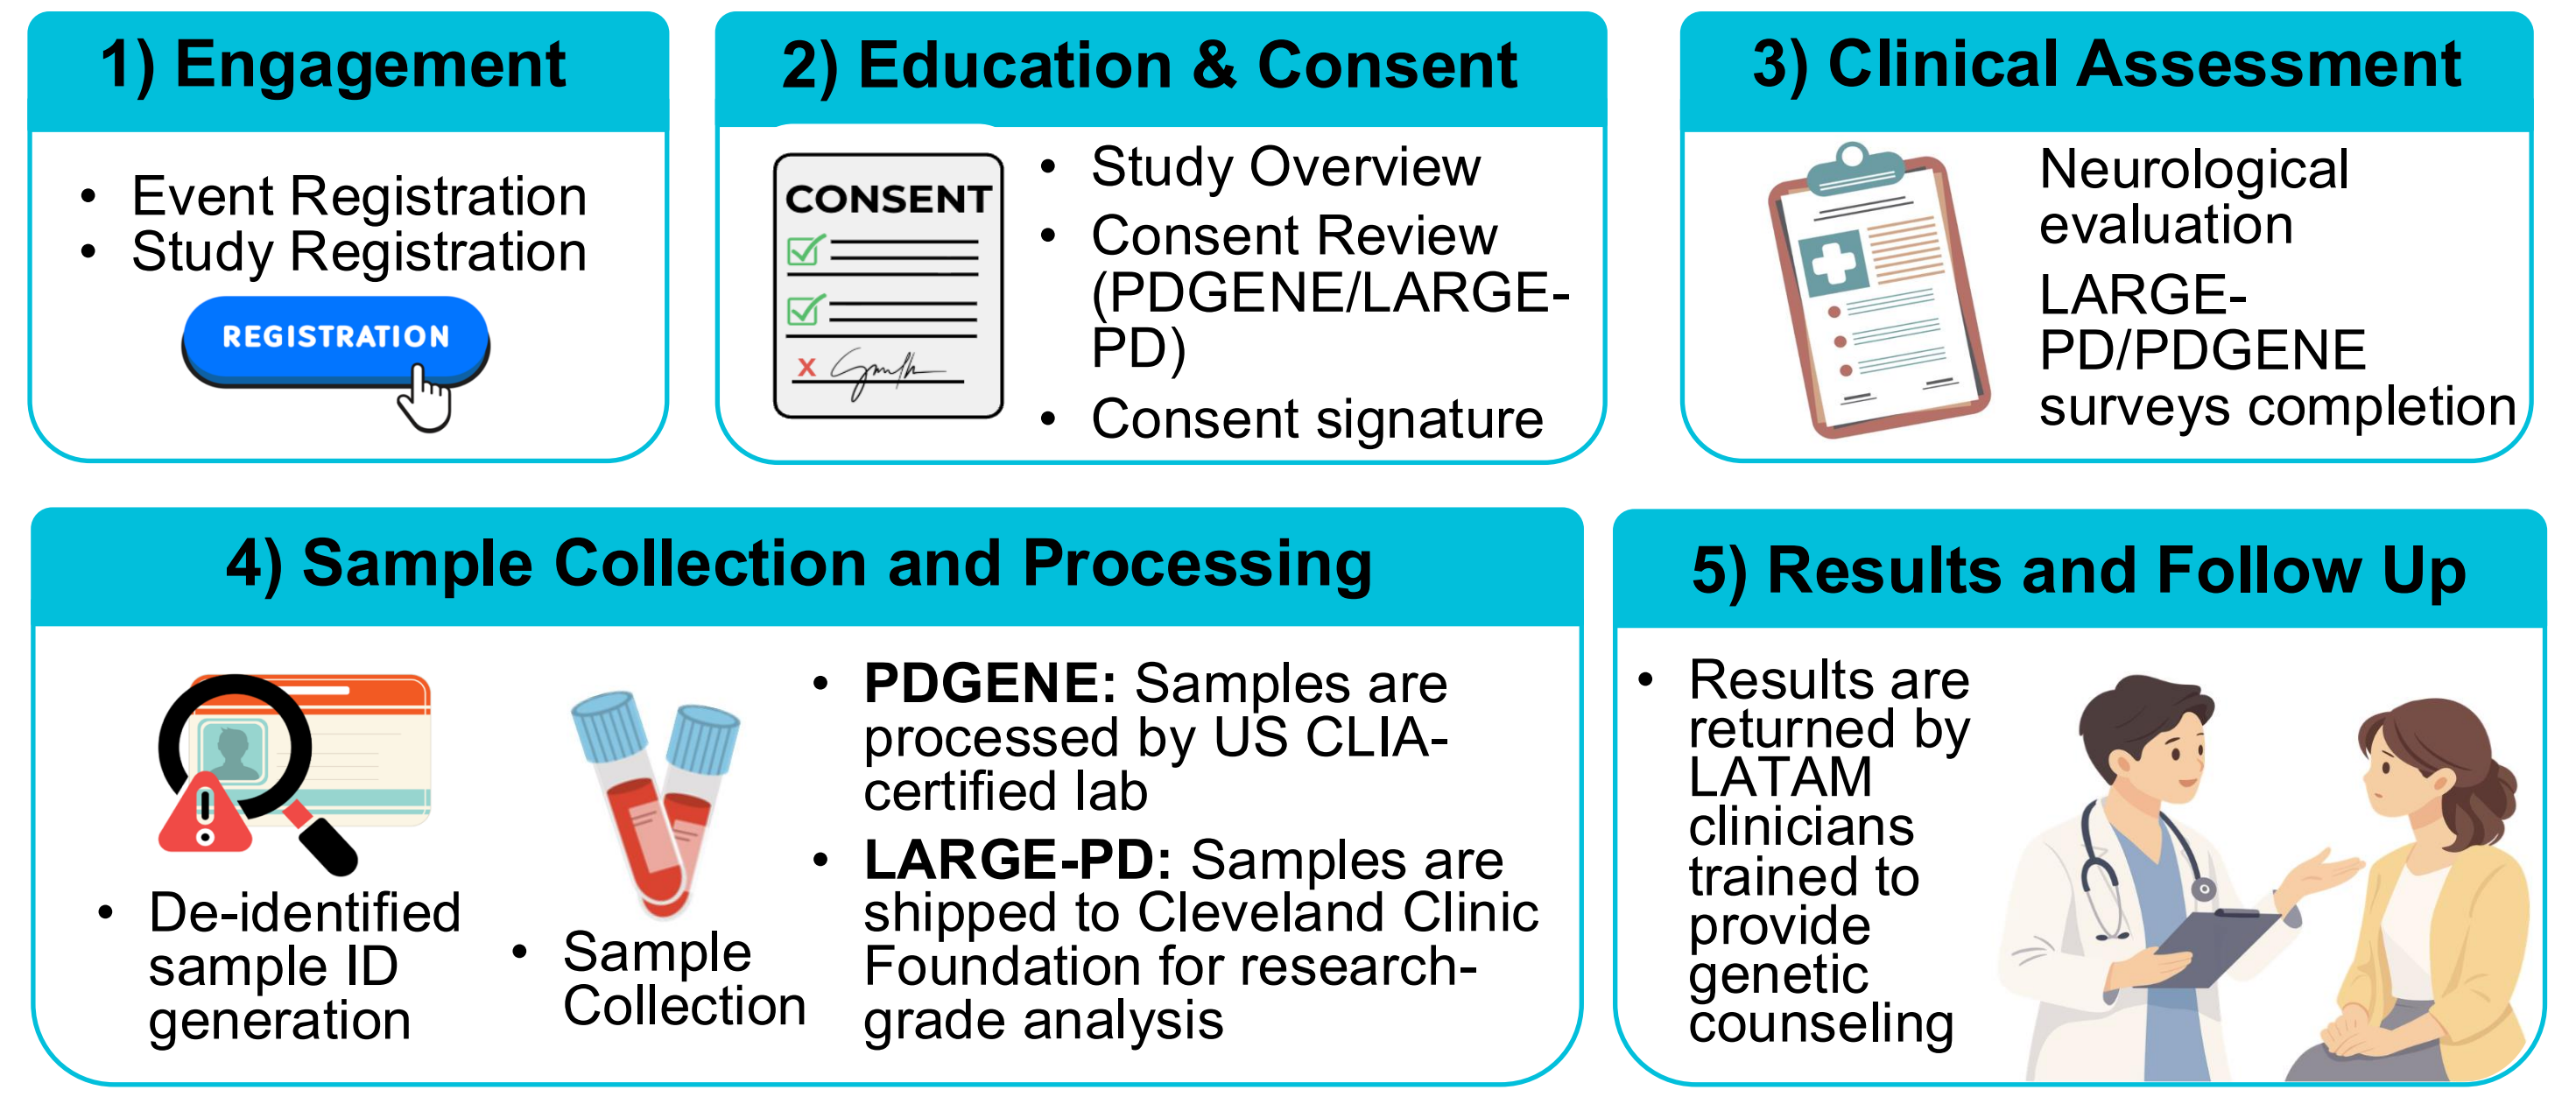 1) Engagement
• Event Registration
• Study Registration
REGISTRATION
2) Education & Consent
CONSENT
X
• Study Overview
• Consent Review
(PDGENE/LARGE-
PD)
• Consent signature
3) Clinical Assessment
Neurological
evaluation
LARGE-
PD/PDGENE
surveys completion
4) Sample Collection and Processing
• De-identified
sample ID
generation
• Sample
Collection
• PDGENE: Samples are
processed by US CLIA-
certified lab
• LARGE-PD: Samples are
shipped to Cleveland Clinic
Foundation for research-
grade analysis
5) Results and Follow Up
• Results are
returned by
LATAM
clinicians
trained to
provide
genetic
counseling